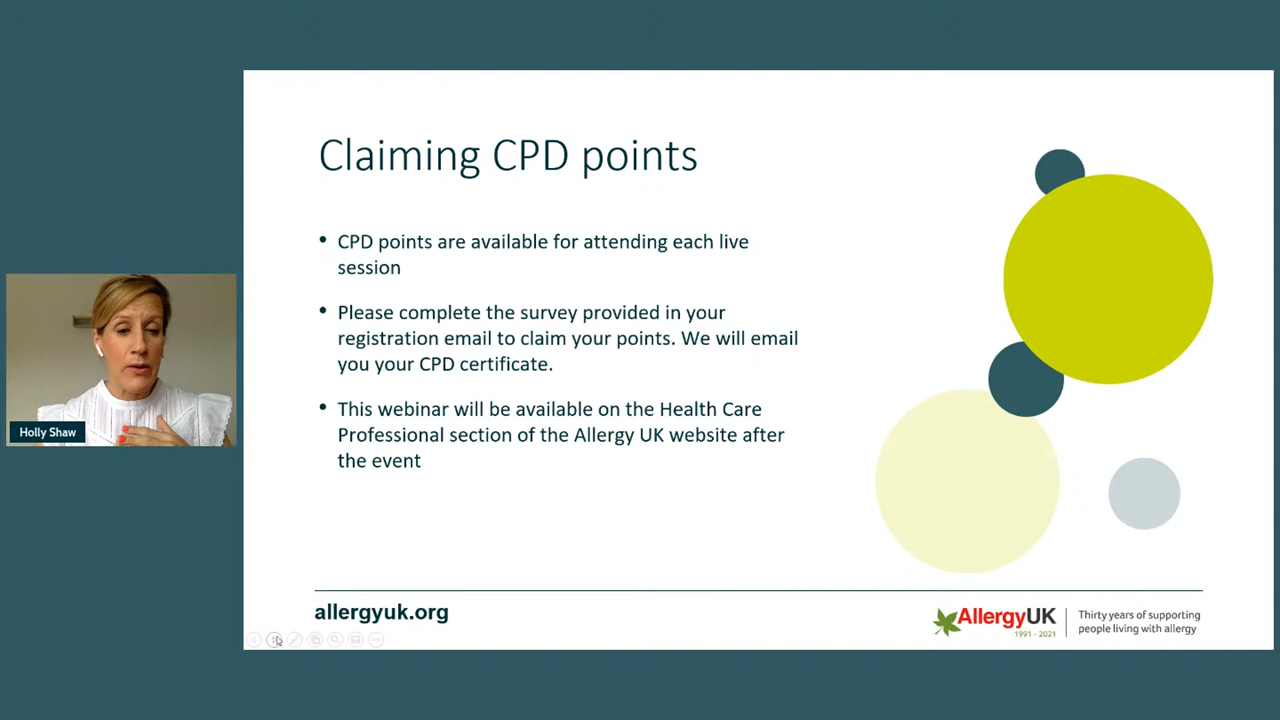 Claiming CPD points
• CPD points are available for attending each live
session
• Please complete the survey provided in your
registration email to claim your points. We will email
you your CPD certificate.
• This webinar will be available on the Health Care
Professional section of the Allergy UK website after
the event
Holly Shaw
allergyuk.org
AllergyUK
1991 - 2021
Thirty years of supporting
people living with allergy